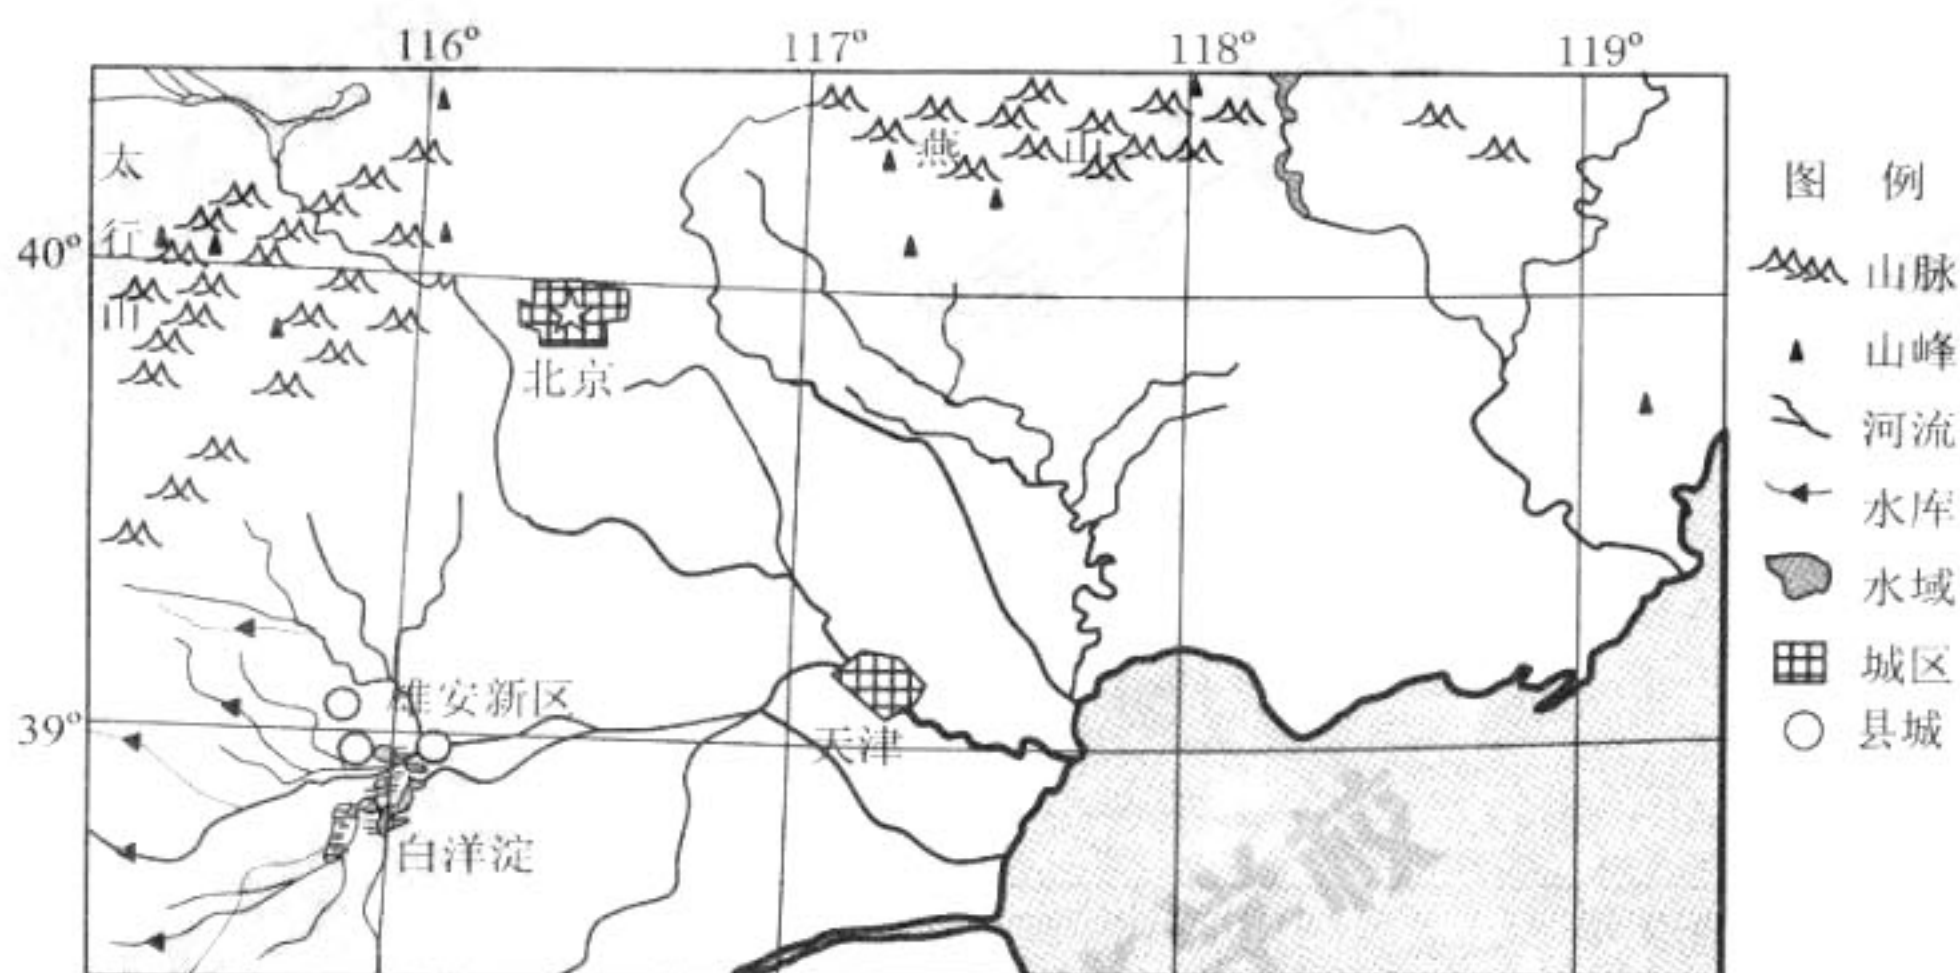 116°
117°
118°
119°
太
行
山
燕 山
40°
北京
39°
雄安新区
天津
白洋淀
图 例
山脉
山峰
河流
水库
水域
城区
县城